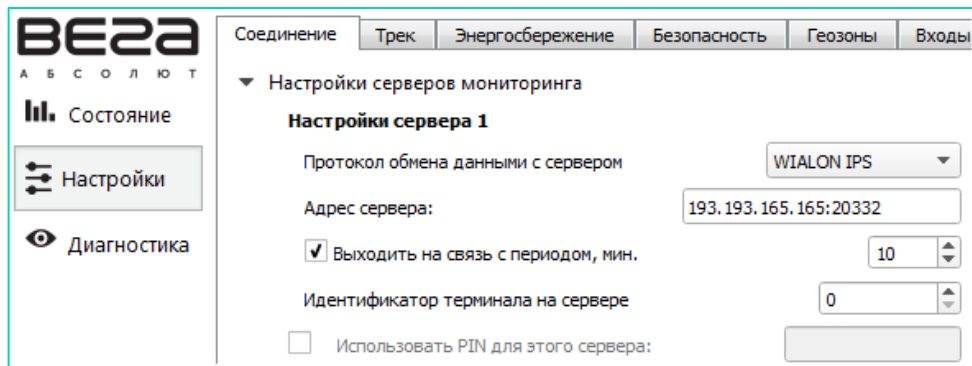 ВЕГА
АБСОЛЮТ
Состояние
Настройки
Диагностика
Соединение Трек Энергосбережение Безопасность Геозоны Входы
Настройки серверов мониторинга
Настройки сервера 1
Протокол обмена данными с сервером WIALON IPS
Адрес сервера: 193.193.165.165:20332
Выходить на связь с периодом, мин. 10
Идентификатор терминала на сервере 0
Использовать PIN для этого сервера: